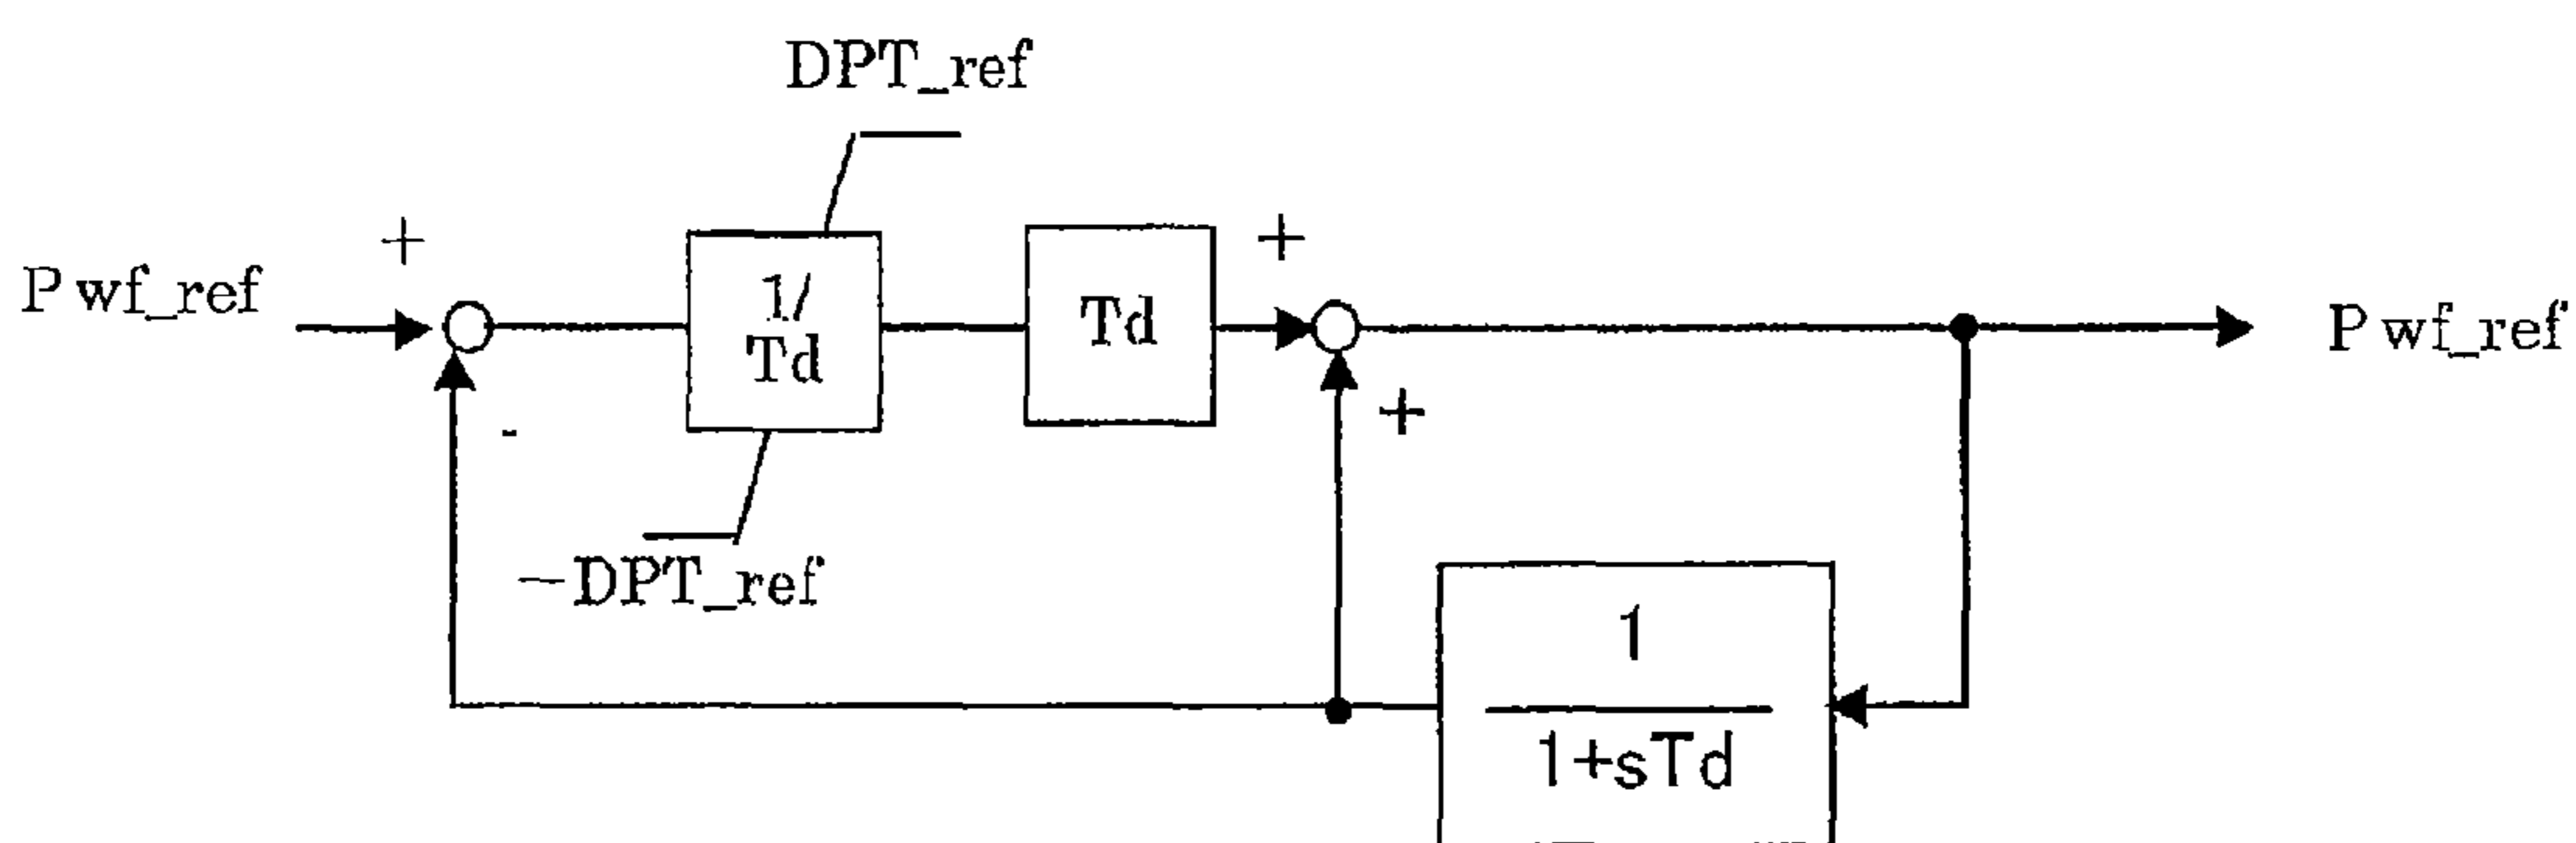 DPT_ref
+
+
P wf_ref
1/
Td
Td
P wf_ref
-
+
−DPT_ref
1
1+sTd